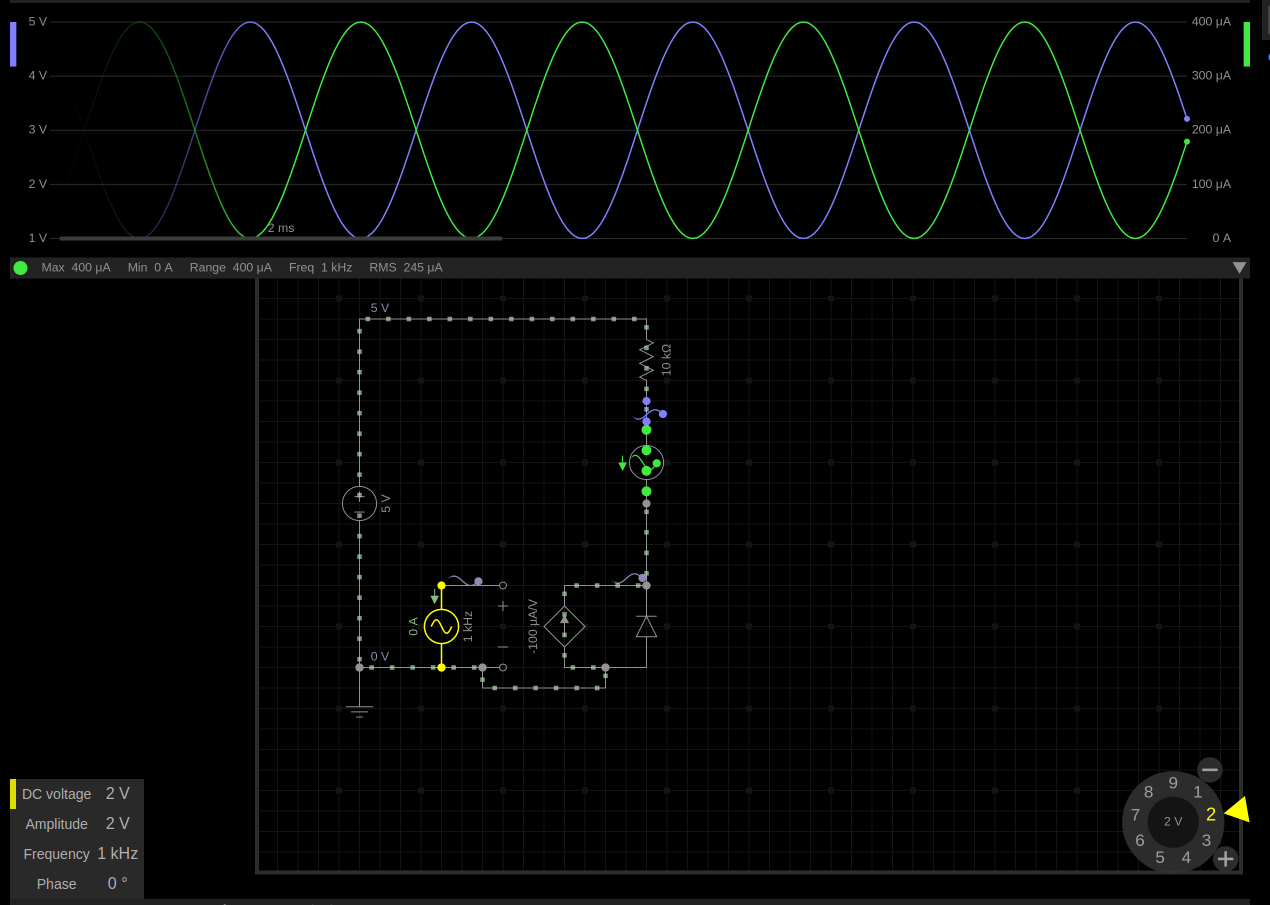 5 V
400 μA
4 V
300 μA
3 V
200 μA
2 V
100 μA
2 ms
1 V
0 A
Max 400 μA Min 0 A Range 400 μA Freq 1 kHz RMS 245 μA
5 V
10 kΩ
5 V
0 A
1 kHz
-100 μA/V
0 V
DC voltage 2 V
Amplitude 2 V
Frequency 1 kHz
Phase 0 °
9
8
1
7
2
2 V
6
3
5
4